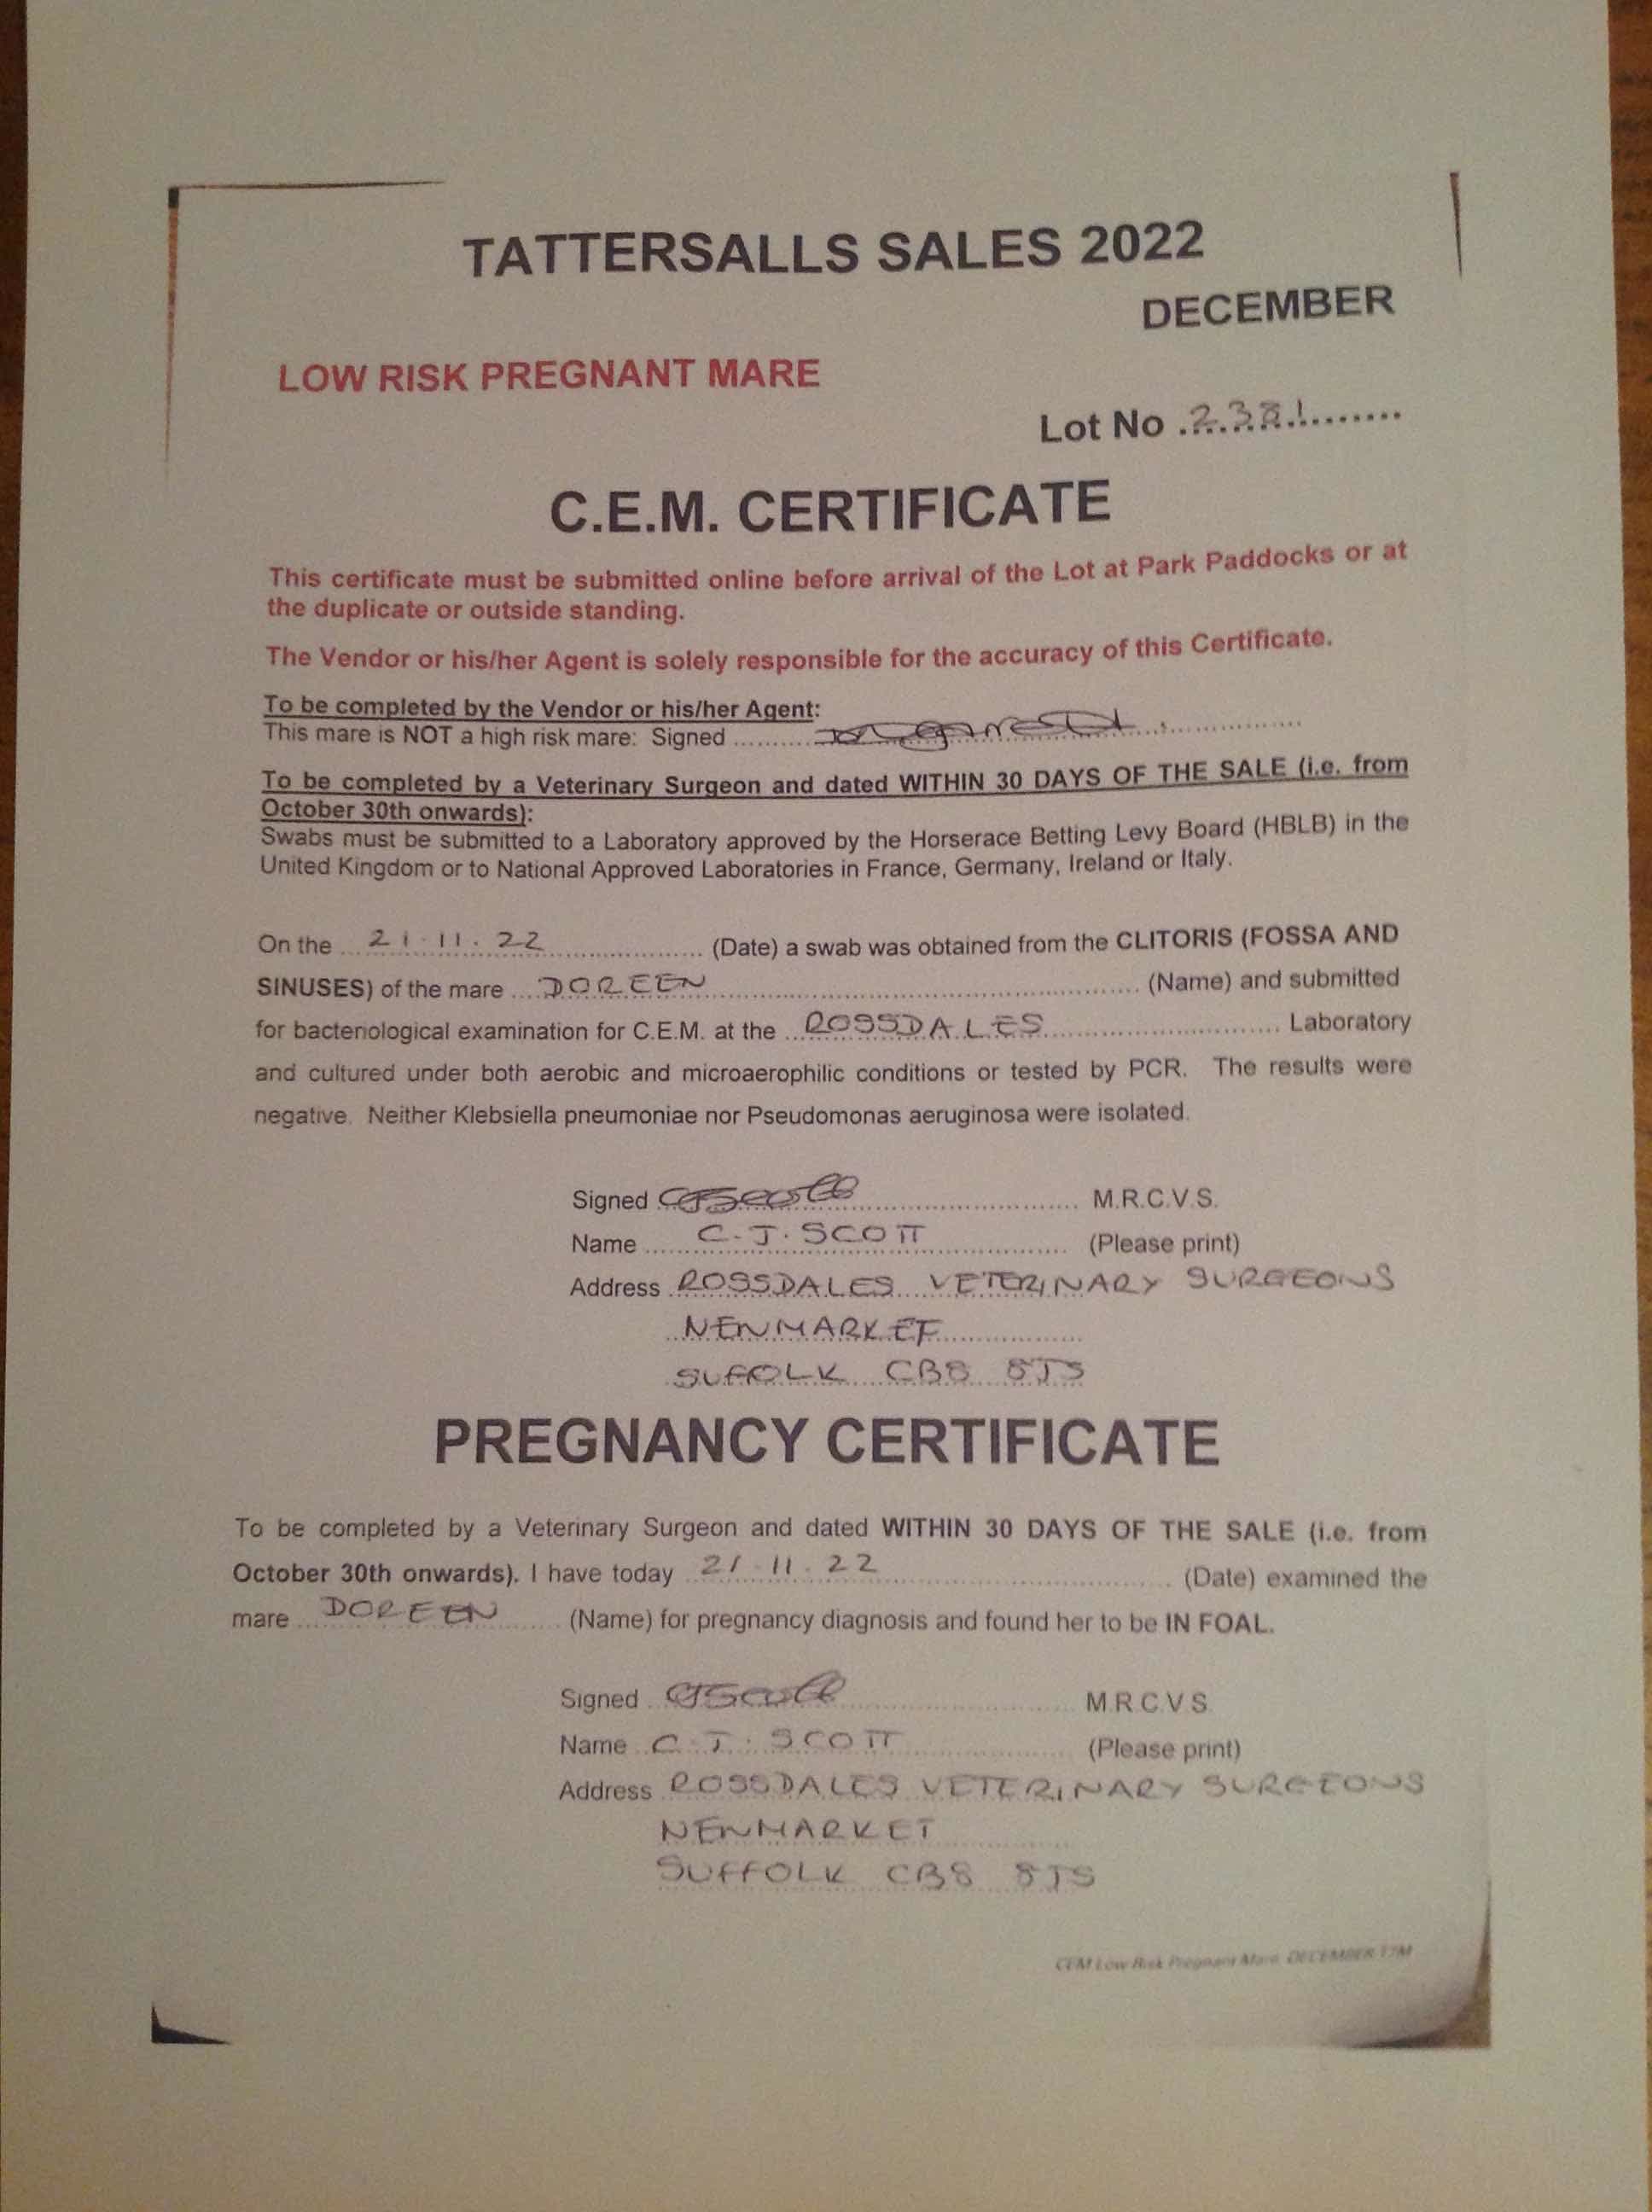 TATTERSALLS SALES 2022
DECEMBER
LOW RISK PREGNANT MARE
Lot No 2381
C.E.M. CERTIFICATE
This certificate must be submitted online before arrival of the Lot at Park Paddocks or at
the duplicate or outside standing.
The Vendor or his/her Agent is solely responsible for the accuracy of this Certificate.
To be completed by the Vendor or his/her Agent:
This mare is NOT a high risk mare: Signed
To be completed by a Veterinary Surgeon and dated WITHIN 30 DAYS OF THE SALE (i.e. from
October 30th onwards):
Swabs must be submitted to a Laboratory approved by the Horserace Betting Levy Board (HBLB) in the
United Kingdom or to National Approved Laboratories in France, Germany, Ireland or Italy.
On the 21.11.22 (Date) a swab was obtained from the CLITORIS (FOSSA AND
SINUSES) of the mare DOREEN (Name) and submitted
for bacteriological examination for C.E.M. at the ROSSDALES Laboratory
and cultured under both aerobic and microaerophilic conditions or tested by PCR. The results were
negative. Neither Klebsiella pneumoniae nor Pseudomonas aeruginosa were isolated.
Signed M.R.C.V.S.
Name C.J.SCOTT (Please print)
Address ROSSDALES VETERINARY SURGEONS
NEWMARKET
SUFFOLK CB8 8JS
PREGNANCY CERTIFICATE
To be completed by a Veterinary Surgeon and dated WITHIN 30 DAYS OF THE SALE (i.e. from
October 30th onwards). I have today 21.11.22 (Date) examined the
mare DOREEN (Name) for pregnancy diagnosis and found her to be IN FOAL.
Signed M.R.C.V.S.
Name C.J.SCOTT (Please print)
Address ROSSDALES VETERINARY SURGEONS
NEWMARKET
SUFFOLK CB8 8JS
CEM Low Risk Pregnant Mare DECEMBER